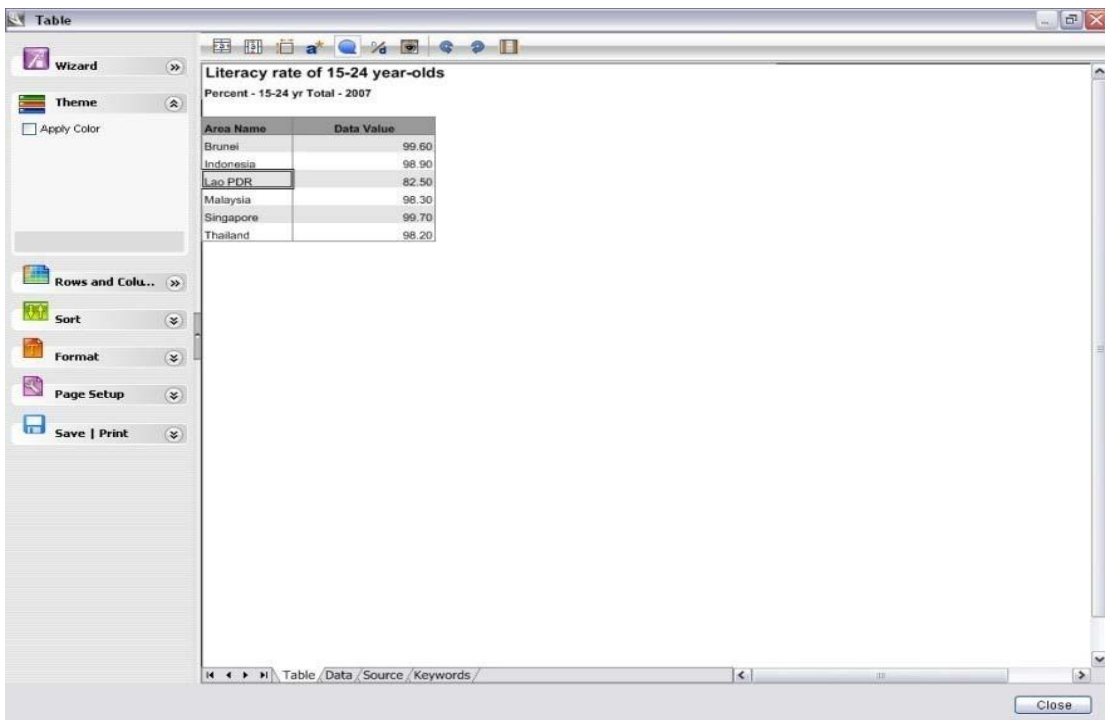 Table
Wizard
Theme
Apply Color
Rows and Colu...
Sort
Format
Page Setup
Save | Print
Literacy rate of 15-24 year-olds
Percent - 15-24 yr Total - 2007
Area Name Data Value
Brunei 99.60
Indonesia 98.90
Lao PDR 82.50
Malaysia 98.30
Singapore 99.70
Thailand 98.20
Table Data Source Keywords
Close